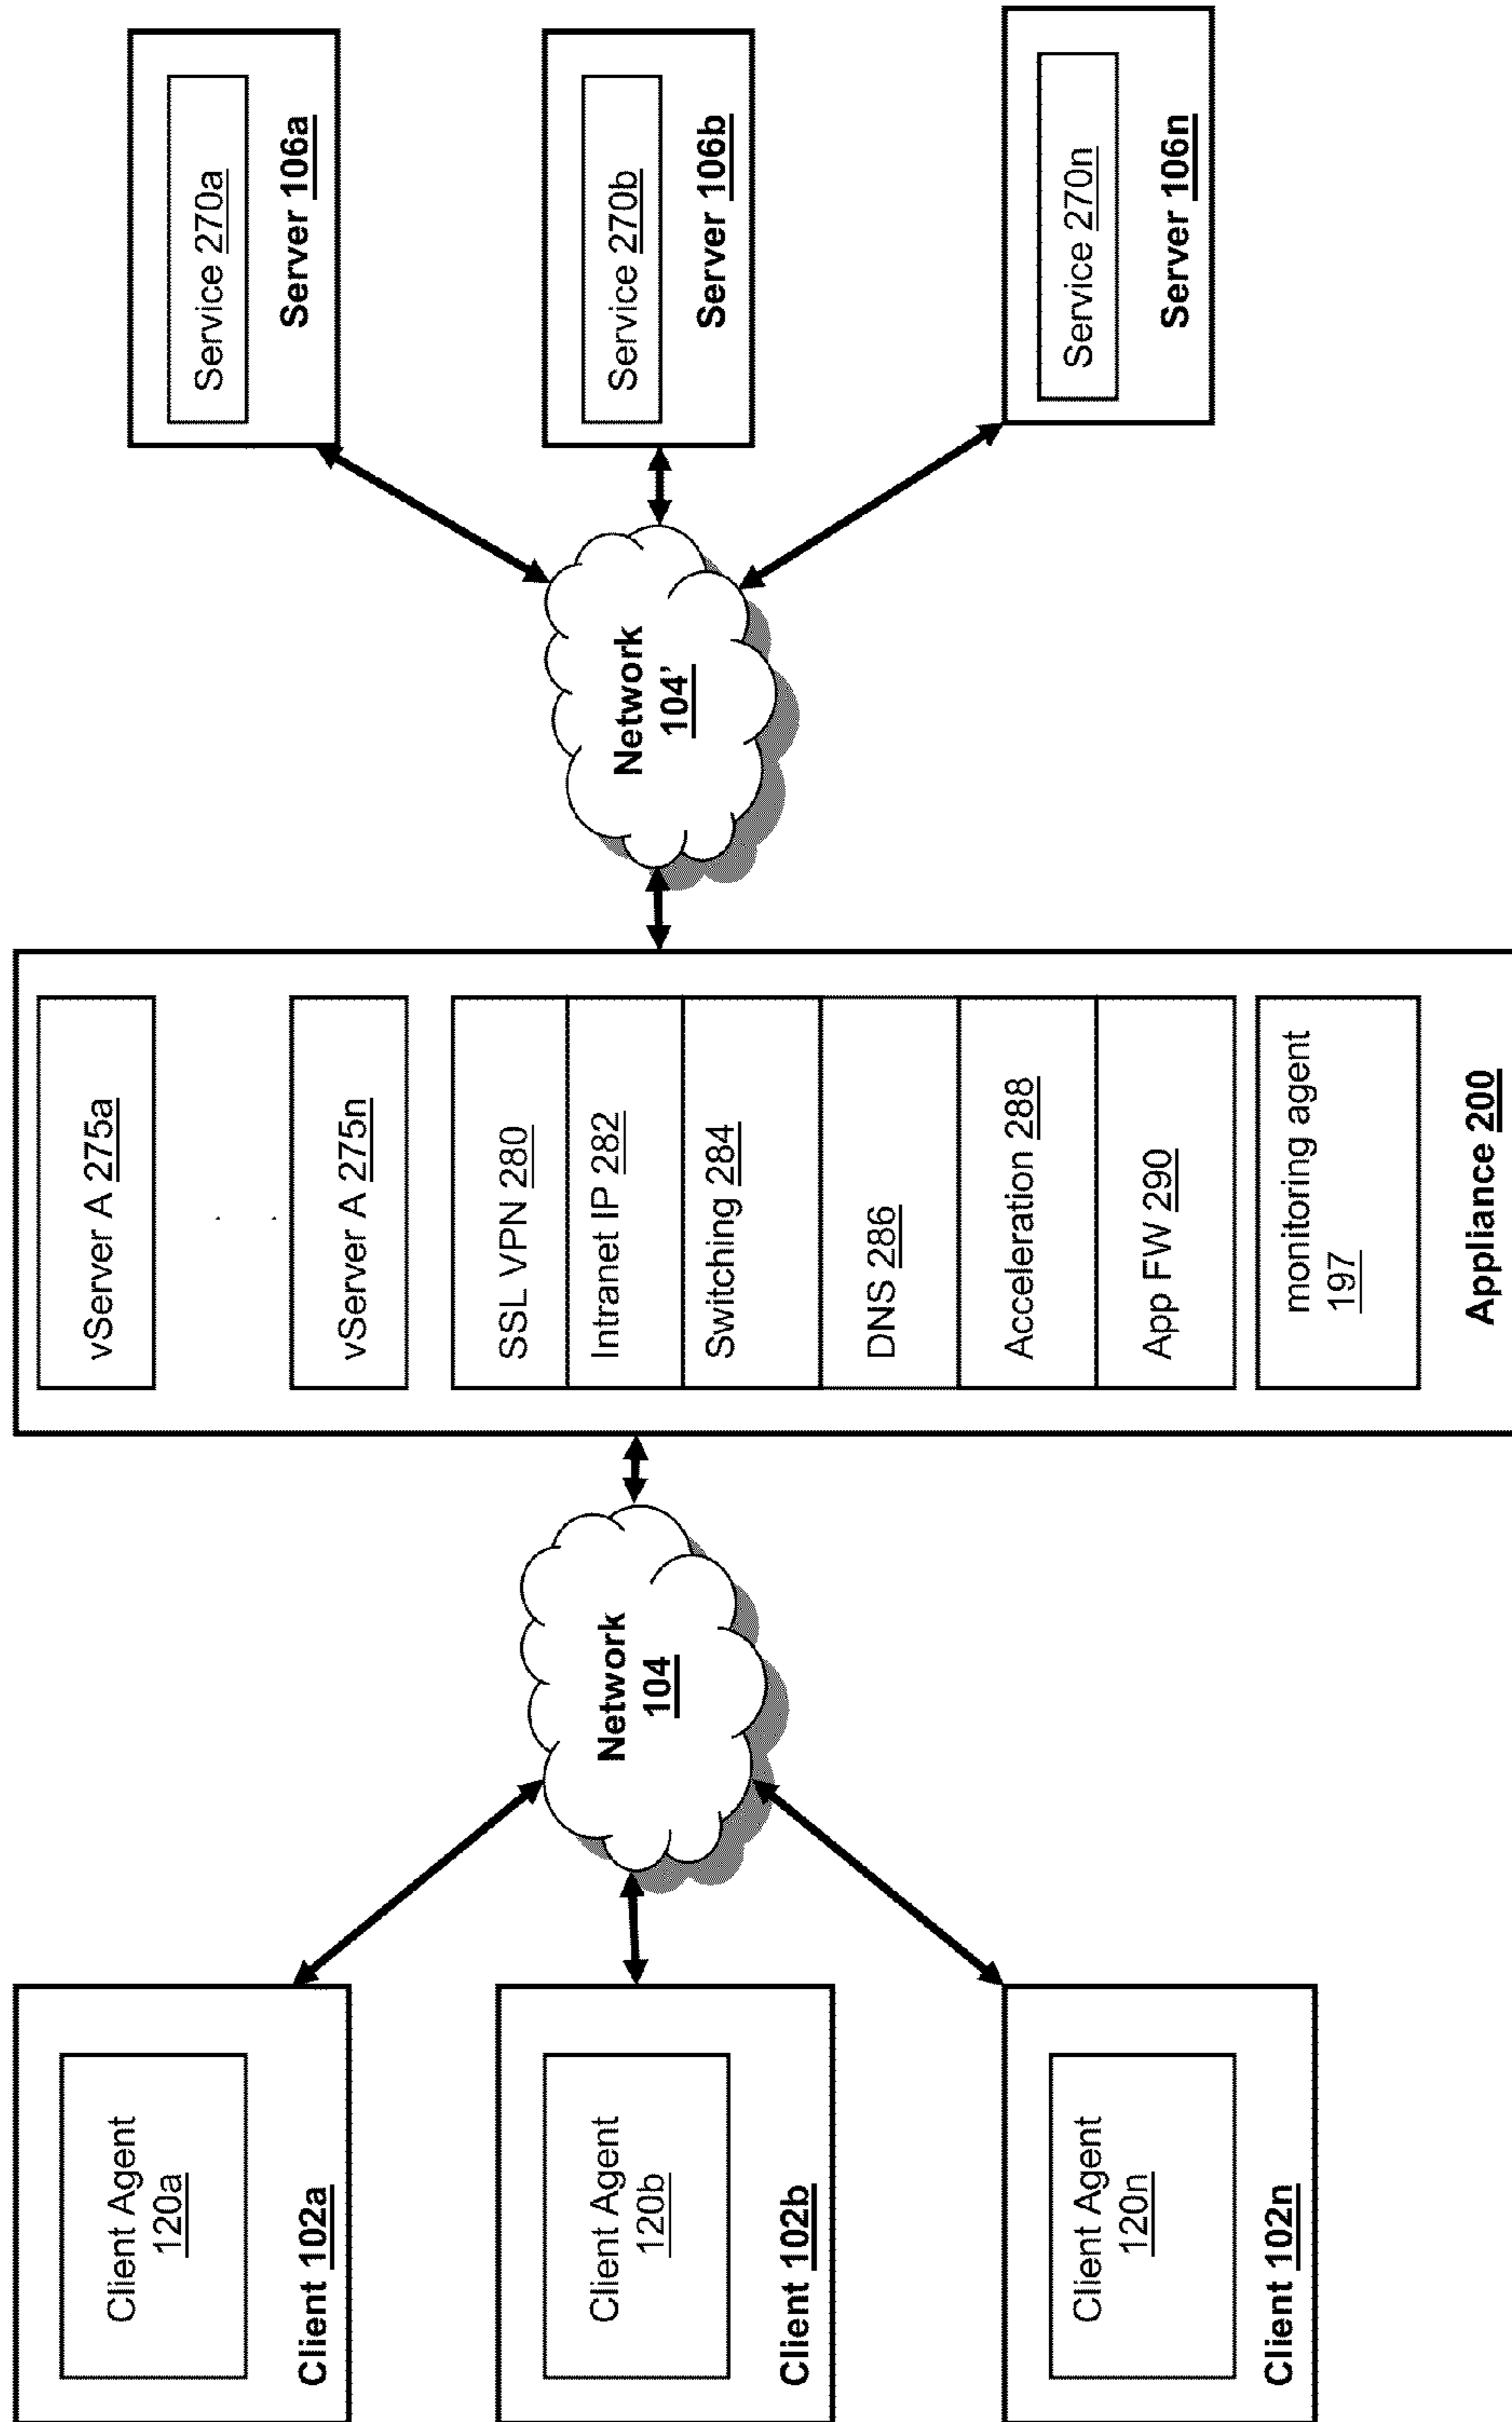 Client Agent
120a
Client 102a
Client Agent
120b
Client 102b
Client Agent
120n
Client 102n
Network
104
vServer A 275a
vServer A 275n
SSL VPN 280
Intranet IP 282
Switching 284
DNS 286
Acceleration 288
App FW 290
monitoring agent
197
Appliance 200
Network
104'
Service 270a
Server 106a
Service 270b
Server 106b
Service 270n
Server 106n